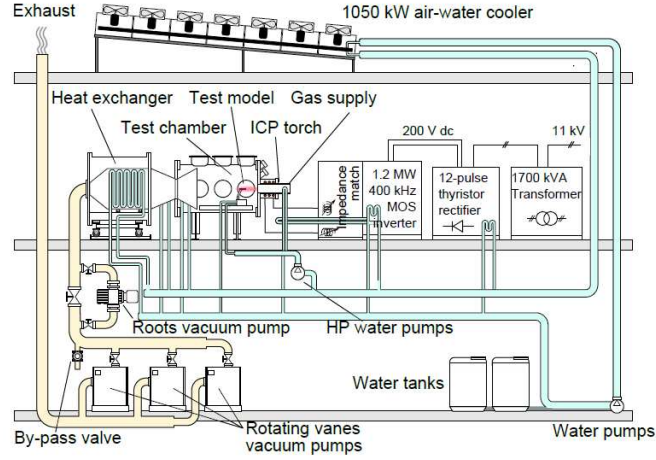 Exhaust
1050 kW air-water cooler
Heat exchanger
Test model
Gas supply
Test chamber
ICP torch
200 V dc
11 kV
Impedance
match
1.2 MW
400 kHz
MOS
inverter
12-pulse
thyristor
rectifier
1700 kVA
Transformer
Roots vacuum pump
HP water pumps
Water tanks
By-pass valve
Rotating vanes
vacuum pumps
Water pumps